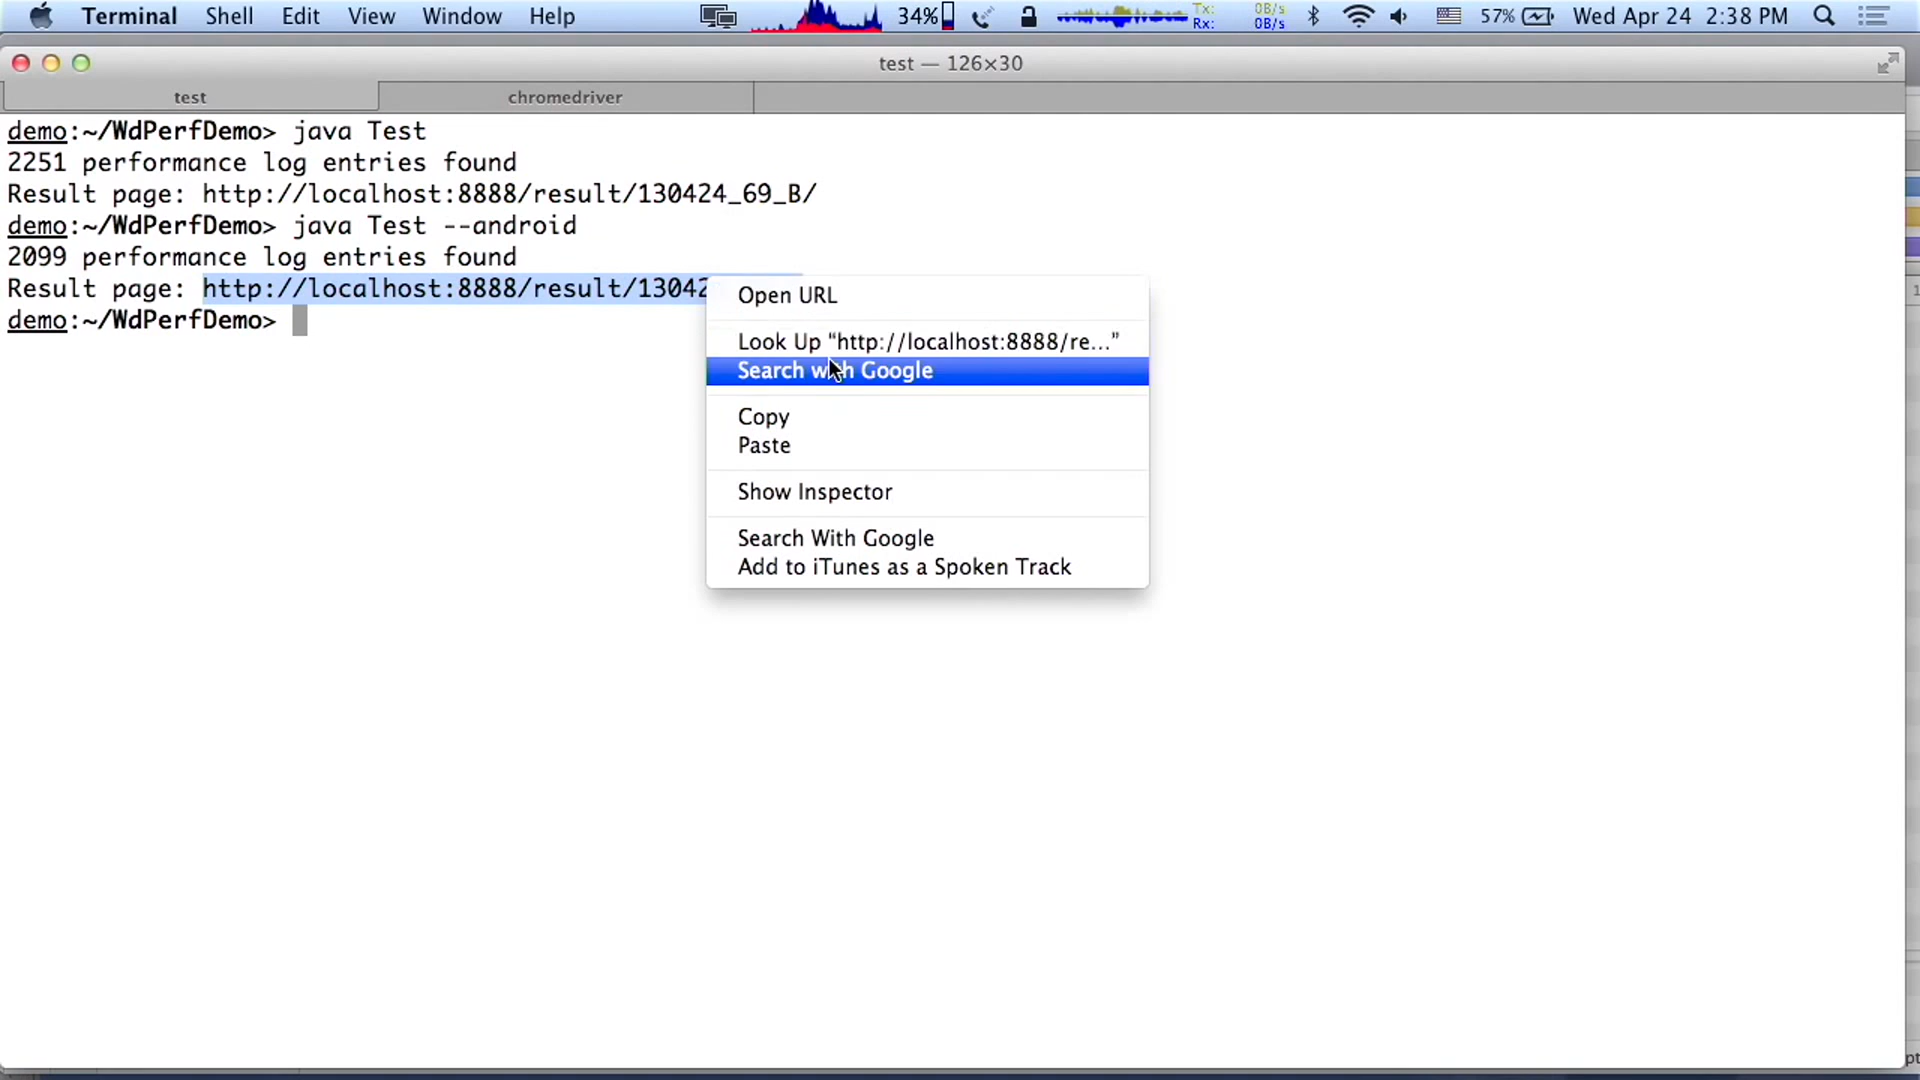 Terminal Shell Edit View Window Help 34% Tx: 0B/s Rx: 0B/s 57% Wed Apr 24 2:38 PM
test — 126×30
test chromedriver
demo:~/WdPerfDemo> java Test
2251 performance log entries found
Result page: http://localhost:8888/result/130424_69_B/
demo:~/WdPerfDemo> java Test --android
2099 performance log entries found
Result page: http://localhost:8888/result/13042
demo:~/WdPerfDemo>
Open URL
Look Up “http://localhost:8888/re...”
Search with Google
Copy
Paste
Show Inspector
Search With Google
Add to iTunes as a Spoken Track